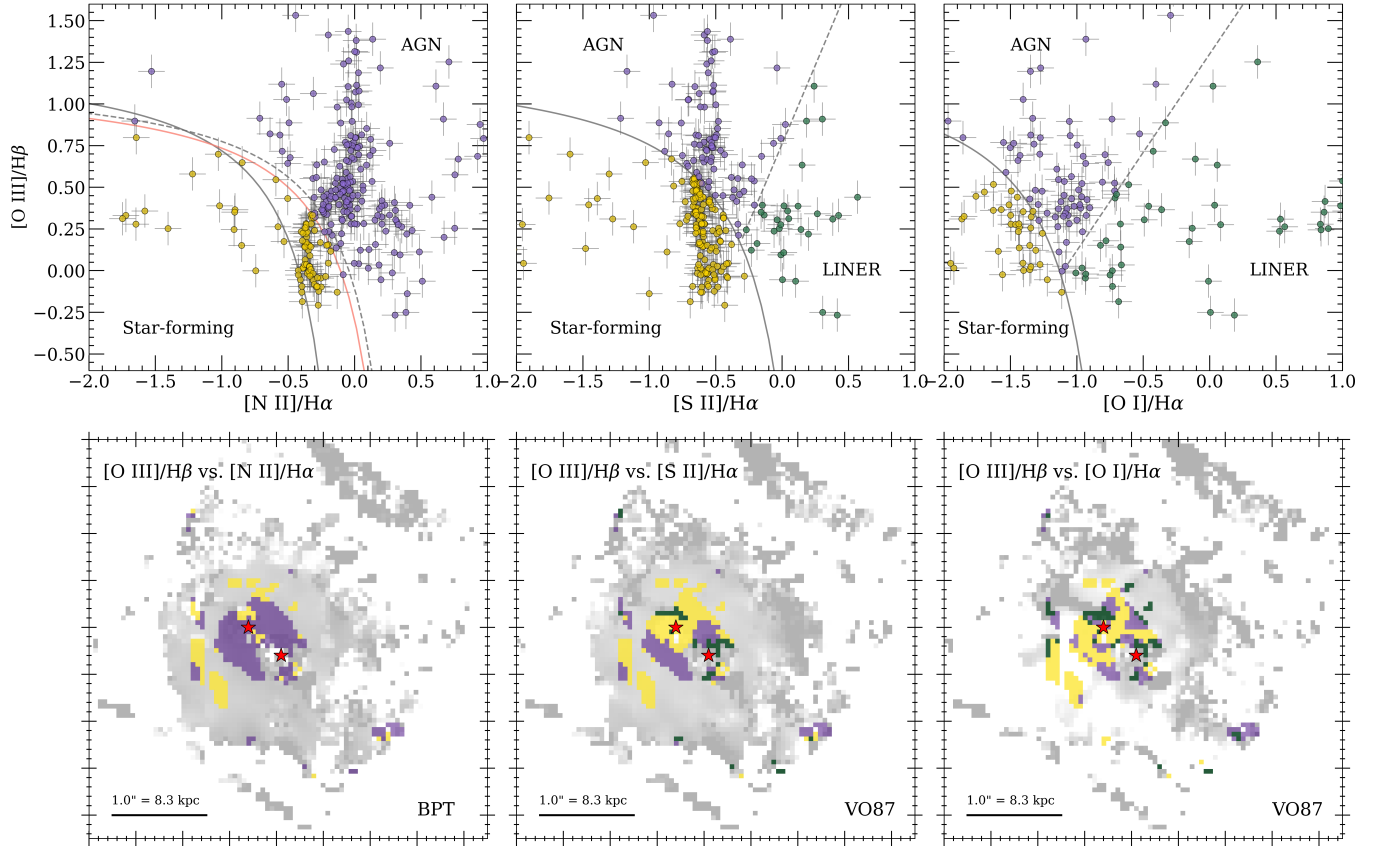 1.50
1.25
1.00
0.75
0.50
0.25
0.00
−0.25
−0.50
[O III]/Hβ
AGN
Star-forming
−2.0 −1.5 −1.0 −0.5 0.0 0.5 1.0
[N II]/Hα
AGN
LINER
Star-forming
−2.0 −1.5 −1.0 −0.5 0.0 0.5 1.0
[S II]/Hα
AGN
LINER
Star-forming
−2.0 −1.5 −1.0 −0.5 0.0 0.5 1.0
[O I]/Hα
[O III]/Hβ vs. [N II]/Hα
1.0" = 8.3 kpc
BPT
[O III]/Hβ vs. [S II]/Hα
1.0" = 8.3 kpc
VO87
[O III]/Hβ vs. [O I]/Hα
1.0" = 8.3 kpc
VO87